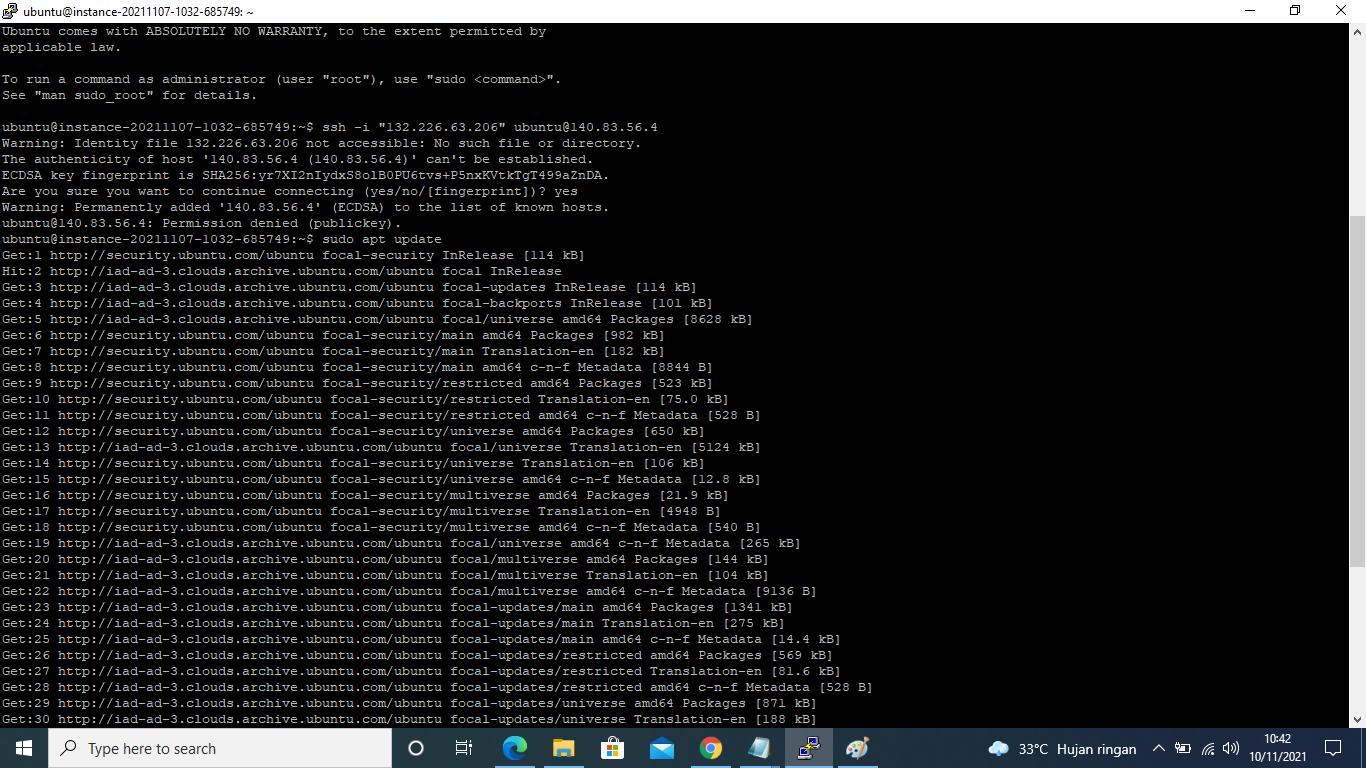 ubuntu@instance-20211107-1032-685749: ~
Ubuntu comes with ABSOLUTELY NO WARRANTY, to the extent permitted by
applicable law.
To run a command as administrator (user "root"), use "sudo <command>".
See "man sudo_root" for details.
ubuntu@instance-20211107-1032-685749:~$ ssh -i "132.226.63.206" ubuntu@140.83.56.4
Warning: Identity file 132.226.63.206 not accessible: No such file or directory.
The authenticity of host '140.83.56.4 (140.83.56.4)' can't be established.
ECDSA key fingerprint is SHA256:yr7XI2nIydxS8olB0PU6tvs+P5nxKVtkTgT499aZnDA.
Are you sure you want to continue connecting (yes/no/[fingerprint])? yes
Warning: Permanently added '140.83.56.4' (ECDSA) to the list of known hosts.
ubuntu@140.83.56.4: Permission denied (publickey).
ubuntu@instance-20211107-1032-685749:~$ sudo apt update
Get:1 http://security.ubuntu.com/ubuntu focal-security InRelease [114 kB]
Hit:2 http://iad-ad-3.clouds.archive.ubuntu.com/ubuntu focal InRelease
Get:3 http://iad-ad-3.clouds.archive.ubuntu.com/ubuntu focal-updates InRelease [114 kB]
Get:4 http://iad-ad-3.clouds.archive.ubuntu.com/ubuntu focal-backports InRelease [101 kB]
Get:5 http://iad-ad-3.clouds.archive.ubuntu.com/ubuntu focal/universe amd64 Packages [8628 kB]
Get:6 http://security.ubuntu.com/ubuntu focal-security/main amd64 Packages [982 kB]
Get:7 http://security.ubuntu.com/ubuntu focal-security/main Translation-en [182 kB]
Get:8 http://security.ubuntu.com/ubuntu focal-security/main amd64 c-n-f Metadata [8844 B]
Get:9 http://security.ubuntu.com/ubuntu focal-security/restricted amd64 Packages [523 kB]
Get:10 http://security.ubuntu.com/ubuntu focal-security/restricted Translation-en [75.0 kB]
Get:11 http://security.ubuntu.com/ubuntu focal-security/restricted amd64 c-n-f Metadata [528 B]
Get:12 http://security.ubuntu.com/ubuntu focal-security/universe amd64 Packages [650 kB]
Get:13 http://iad-ad-3.clouds.archive.ubuntu.com/ubuntu focal/universe Translation-en [5124 kB]
Get:14 http://security.ubuntu.com/ubuntu focal-security/universe Translation-en [106 kB]
Get:15 http://security.ubuntu.com/ubuntu focal-security/universe amd64 c-n-f Metadata [12.8 kB]
Get:16 http://security.ubuntu.com/ubuntu focal-security/multiverse amd64 Packages [21.9 kB]
Get:17 http://security.ubuntu.com/ubuntu focal-security/multiverse Translation-en [4948 B]
Get:18 http://security.ubuntu.com/ubuntu focal-security/multiverse amd64 c-n-f Metadata [540 B]
Get:19 http://iad-ad-3.clouds.archive.ubuntu.com/ubuntu focal/universe amd64 c-n-f Metadata [265 kB]
Get:20 http://iad-ad-3.clouds.archive.ubuntu.com/ubuntu focal/multiverse amd64 Packages [144 kB]
Get:21 http://iad-ad-3.clouds.archive.ubuntu.com/ubuntu focal/multiverse Translation-en [104 kB]
Get:22 http://iad-ad-3.clouds.archive.ubuntu.com/ubuntu focal/multiverse amd64 c-n-f Metadata [9136 B]
Get:23 http://iad-ad-3.clouds.archive.ubuntu.com/ubuntu focal-updates/main amd64 Packages [1341 kB]
Get:24 http://iad-ad-3.clouds.archive.ubuntu.com/ubuntu focal-updates/main Translation-en [275 kB]
Get:25 http://iad-ad-3.clouds.archive.ubuntu.com/ubuntu focal-updates/main amd64 c-n-f Metadata [14.4 kB]
Get:26 http://iad-ad-3.clouds.archive.ubuntu.com/ubuntu focal-updates/restricted amd64 Packages [569 kB]
Get:27 http://iad-ad-3.clouds.archive.ubuntu.com/ubuntu focal-updates/restricted Translation-en [81.6 kB]
Get:28 http://iad-ad-3.clouds.archive.ubuntu.com/ubuntu focal-updates/restricted amd64 c-n-f Metadata [528 B]
Get:29 http://iad-ad-3.clouds.archive.ubuntu.com/ubuntu focal-updates/universe amd64 Packages [871 kB]
Get:30 http://iad-ad-3.clouds.archive.ubuntu.com/ubuntu focal-updates/universe Translation-en [188 kB]
Type here to search
33°C Hujan ringan
10:42
10/11/2021